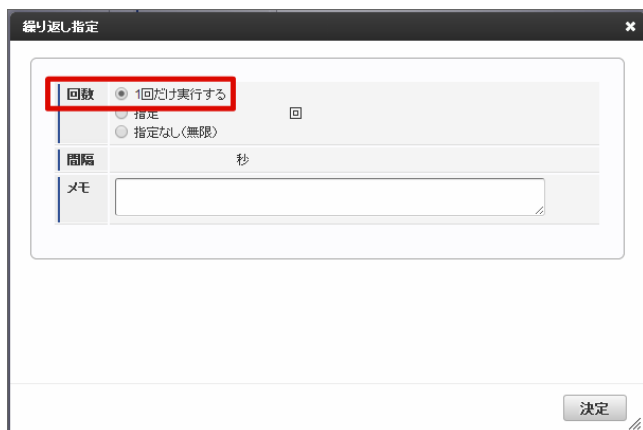 繰り返し指定
回数 1回だけ実行する
指定 回
指定なし(無限)
間隔 秒
メモ
決定